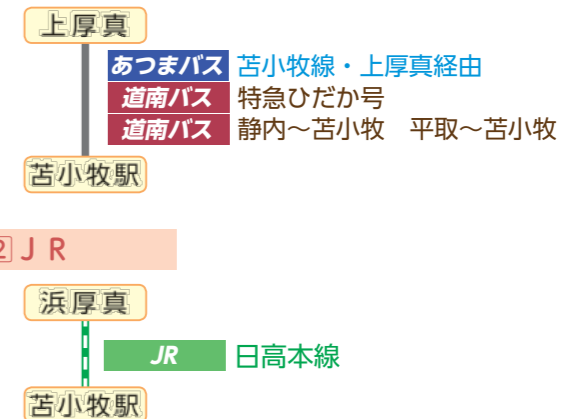 上厚真
あつまバス 苫小牧線・上厚真経由
道南バス 特急ひだか号
道南バス 静内～苫小牧 平取～苫小牧
苫小牧駅
2 ＪＲ
浜厚真
JR 日高本線
苫小牧駅